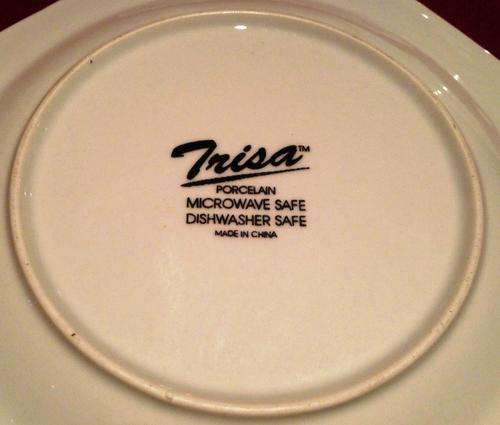 Trisa™
PORCELAIN
MICROWAVE SAFE
DISHWASHER SAFE
MADE IN CHINA